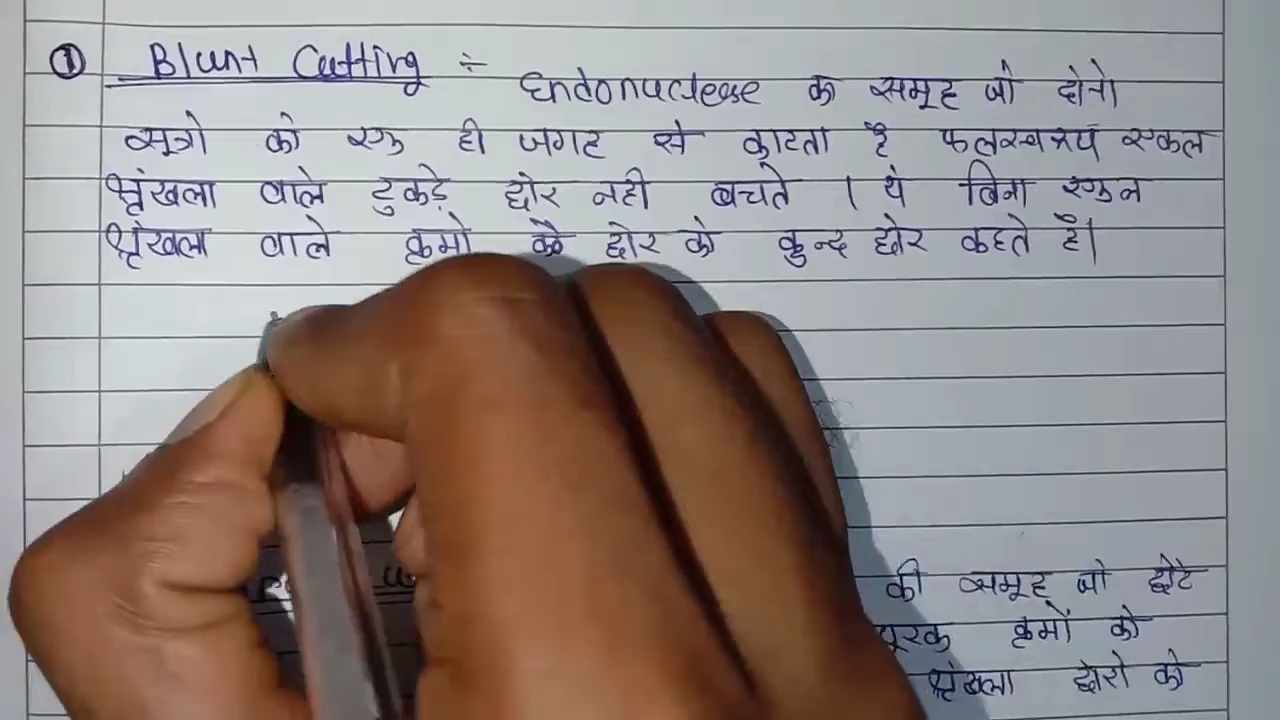 ① Blunt Cutting :- Endonuclease क समूह जो दोनो
सूत्रो को एक ही जगह से काटता है फलस्वरूप एकल
श्रृंखला वाले टुकड़े छोर नही बचते । ये बिना एकल
श्रृंखला वाले क्रमो के छोर को कुन्द छोर कहते है।
की समूह जो छोटे
पूरक क्रमों को
श्रृंखला छोरो को